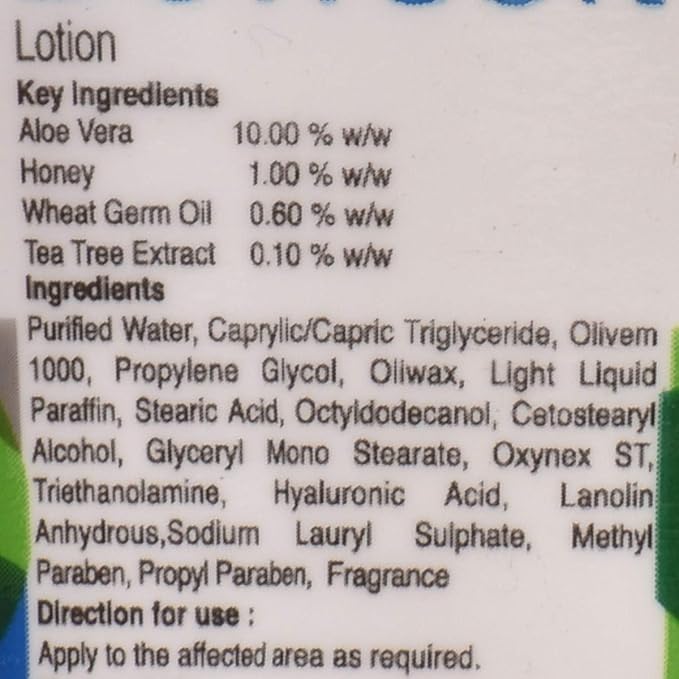 Lotion
Key Ingredients
Aloe Vera 10.00 % w/w
Honey 1.00 % w/w
Wheat Germ Oil 0.60 % w/w
Tea Tree Extract 0.10 % w/w
Ingredients
Purified Water, Caprylic/Capric Triglyceride, Olivem
1000, Propylene Glycol, Oliwax, Light Liquid
Paraffin, Stearic Acid, Octyldodecanol, Cetostearyl
Alcohol, Glyceryl Mono Stearate, Oxynex ST,
Triethanolamine, Hyaluronic Acid, Lanolin
Anhydrous,Sodium Lauryl Sulphate, Methyl
Paraben, Propyl Paraben, Fragrance
Direction for use :
Apply to the affected area as required.